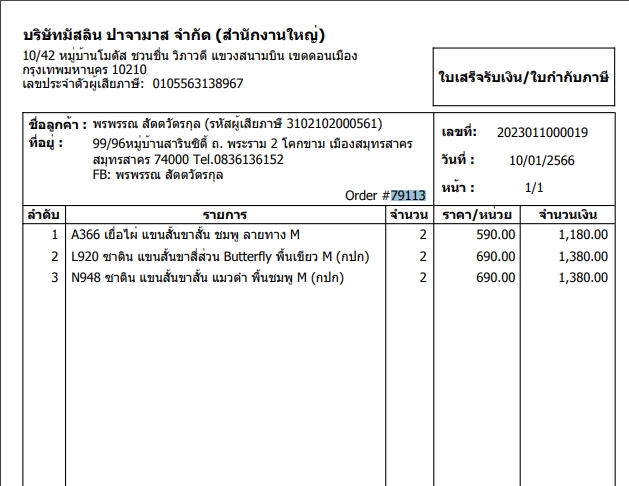 บริษัทมัสลิน ปาจามาส จำกัด (สำนักงานใหญ่)
10/42 หมู่บ้านโมดัส ชวนชื่น วิภาวดี แขวงสนามบิน เขตดอนเมือง
กรุงเทพมหานคร 10210
เลขประจำตัวผู้เสียภาษี: 0105563138967
ใบเสร็จรับเงิน/ใบกำกับภาษี
ชื่อลูกค้า : พรพรรณ สัตตวัตรกุล (รหัสผู้เสียภาษี 3102102000561)
ที่อยู่ : 99/96หมู่บ้านสารินซิตี้ ถ. พระราม 2 โคกขาม เมืองสมุทรสาคร
สมุทรสาคร 74000 Tel.0836136152
FB: พรพรรณ สัตตวัตรกุล
Order #79113
เลขที่: 2023011000019
วันที่ : 10/01/2566
หน้า : 1/1
ลำดับ รายการ จำนวน ราคา/หน่วย จำนวนเงิน
1 A366 เยื่อไผ่ แขนสั้นขาสั้น ชมพู ลายทาง M 2 590.00 1,180.00
2 L920 ซาติน แขนสั้นขาสี่ส่วน Butterfly พื้นเขียว M (กปก) 2 690.00 1,380.00
3 N948 ซาติน แขนสั้นขาสั้น แมวดำ พื้นชมพู M (กปก) 2 690.00 1,380.00